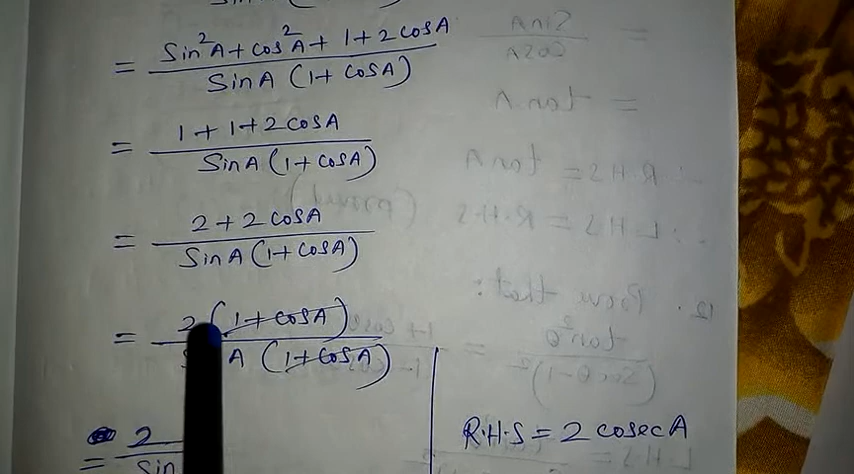 = Sin²A + cos²A + 1 + 2 cosA / SinA (1 + cosA)
= 1 + 1 + 2 cosA / SinA (1 + cosA)
= 2 + 2 cosA / SinA (1 + cosA)
= 2 (1 + cosA) / A (1 + cosA)
= 2 / Sin
R.H.S = 2 cosecA